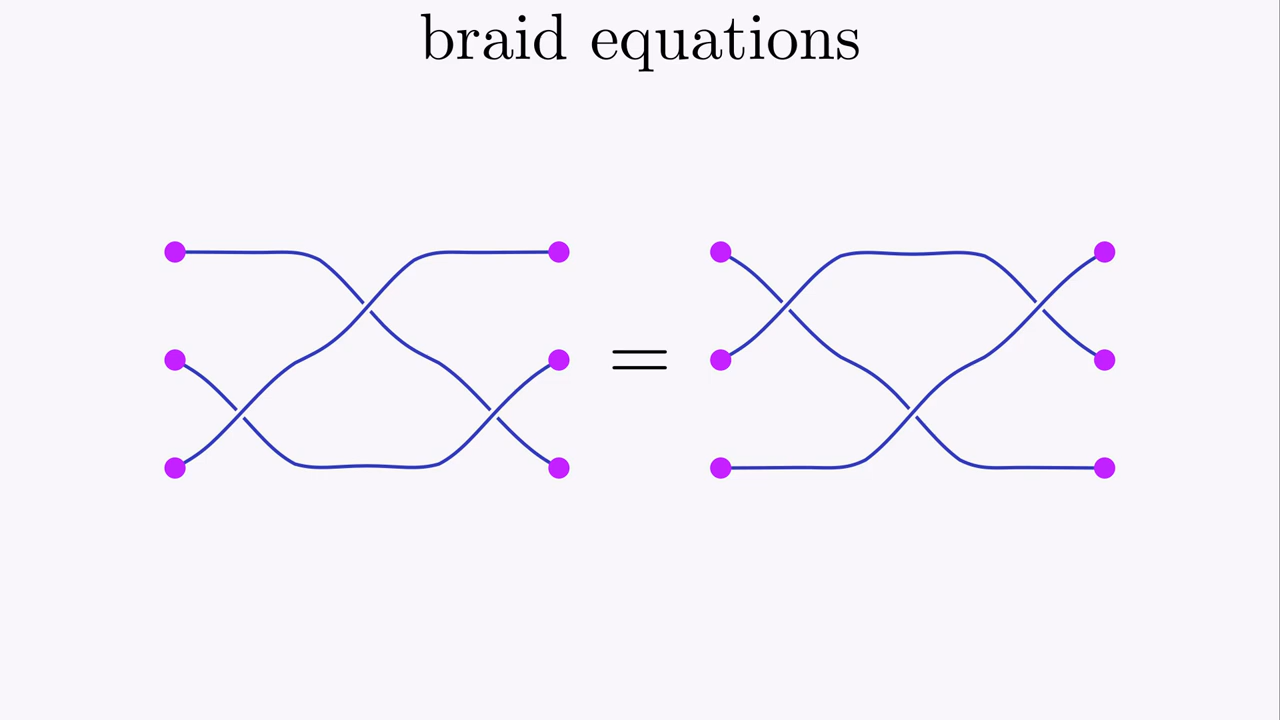 braid equations
=